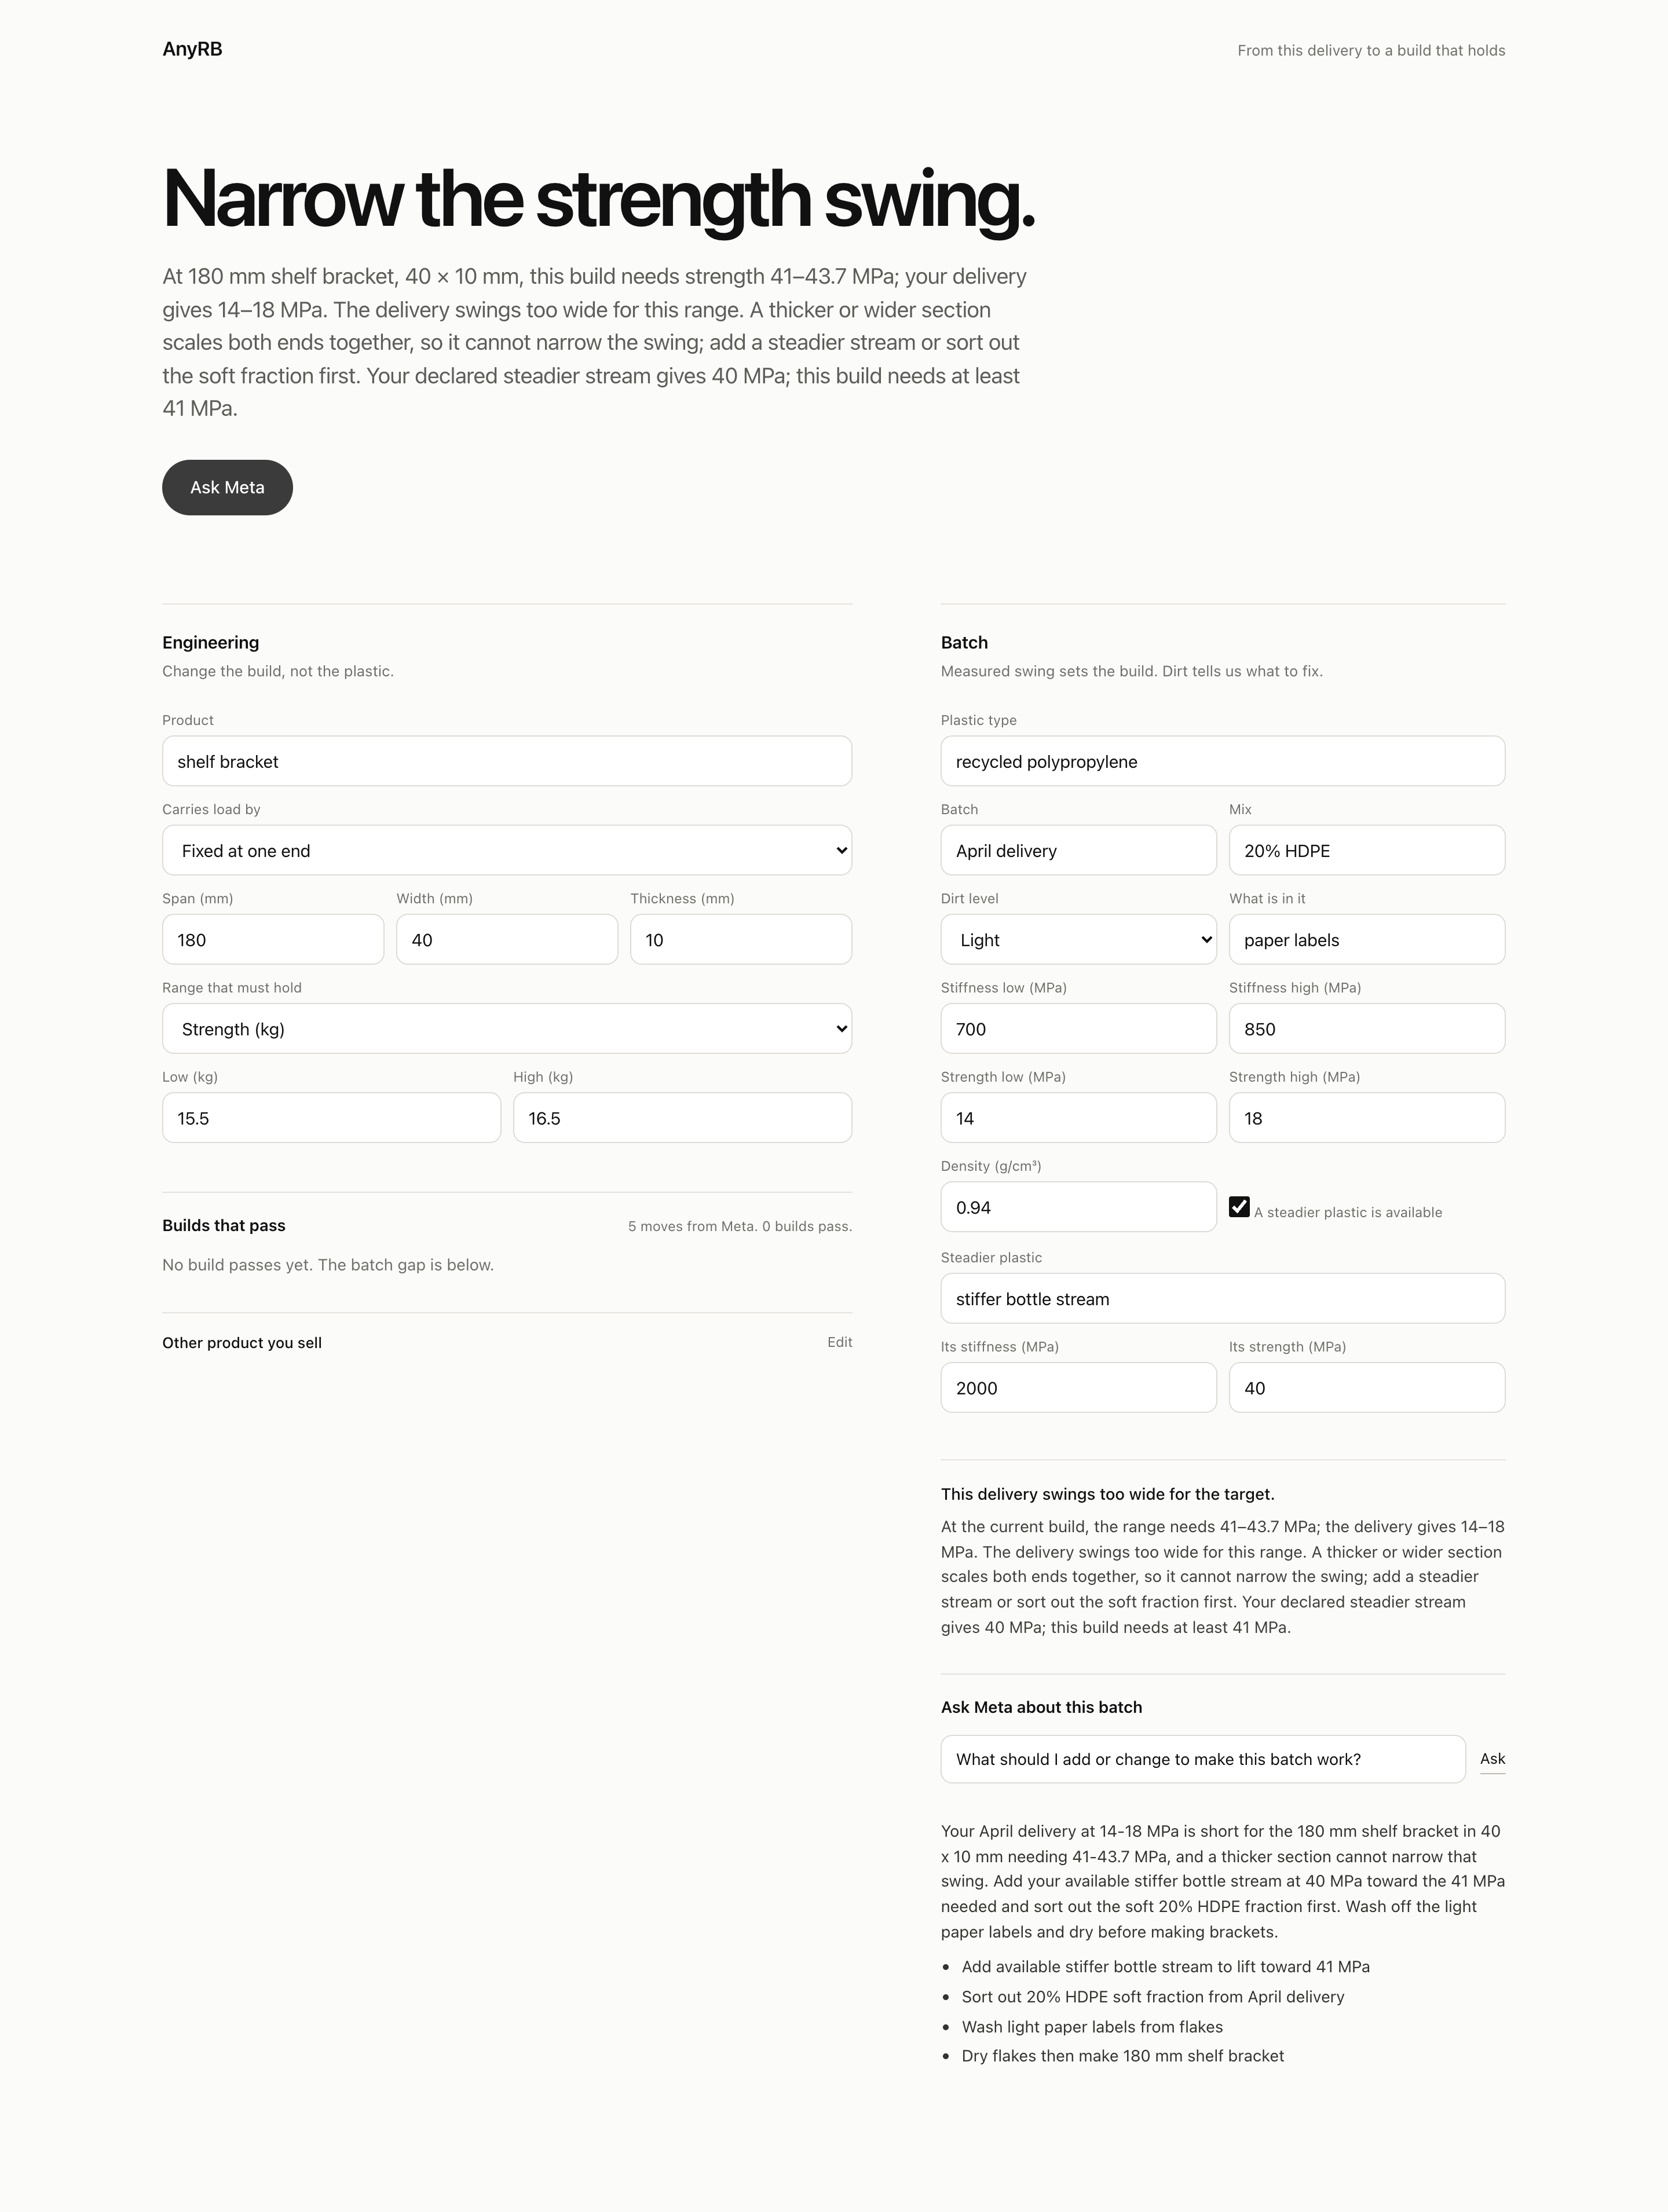 AnyRB
From this delivery to a build that holds
Narrow the strength swing.
At 180 mm shelf bracket, 40 × 10 mm, this build needs strength 41–43.7 MPa; your delivery
gives 14–18 MPa. The delivery swings too wide for this range. A thicker or wider section
scales both ends together, so it cannot narrow the swing; add a steadier stream or sort out
the soft fraction first. Your declared steadier stream gives 40 MPa; this build needs at least
41 MPa.
Ask Meta
Engineering
Change the build, not the plastic.
Product
shelf bracket
Carries load by
Fixed at one end
Span (mm)
Width (mm)
Thickness (mm)
180
40
10
Range that must hold
Strength (kg)
Low (kg)
High (kg)
15.5
16.5
Builds that pass
5 moves from Meta. 0 builds pass.
No build passes yet. The batch gap is below.
Other product you sell
Edit
Batch
Measured swing sets the build. Dirt tells us what to fix.
Plastic type
recycled polypropylene
Batch
Mix
April delivery
20% HDPE
Dirt level
What is in it
Light
paper labels
Stiffness low (MPa)
Stiffness high (MPa)
700
850
Strength low (MPa)
Strength high (MPa)
14
18
Density (g/cm³)
0.94
A steadier plastic is available
Steadier plastic
stiffer bottle stream
Its stiffness (MPa)
Its strength (MPa)
2000
40
This delivery swings too wide for the target.
At the current build, the range needs 41–43.7 MPa; the delivery gives 14–18
MPa. The delivery swings too wide for this range. A thicker or wider section
scales both ends together, so it cannot narrow the swing; add a steadier
stream or sort out the soft fraction first. Your declared steadier stream
gives 40 MPa; this build needs at least 41 MPa.
Ask Meta about this batch
What should I add or change to make this batch work?
Ask
Your April delivery at 14-18 MPa is short for the 180 mm shelf bracket in 40
x 10 mm needing 41-43.7 MPa, and a thicker section cannot narrow that
swing. Add your available stiffer bottle stream at 40 MPa toward the 41 MPa
needed and sort out the soft 20% HDPE fraction first. Wash off the light
paper labels and dry before making brackets.
• Add available stiffer bottle stream to lift toward 41 MPa
• Sort out 20% HDPE soft fraction from April delivery
• Wash light paper labels from flakes
• Dry flakes then make 180 mm shelf bracket